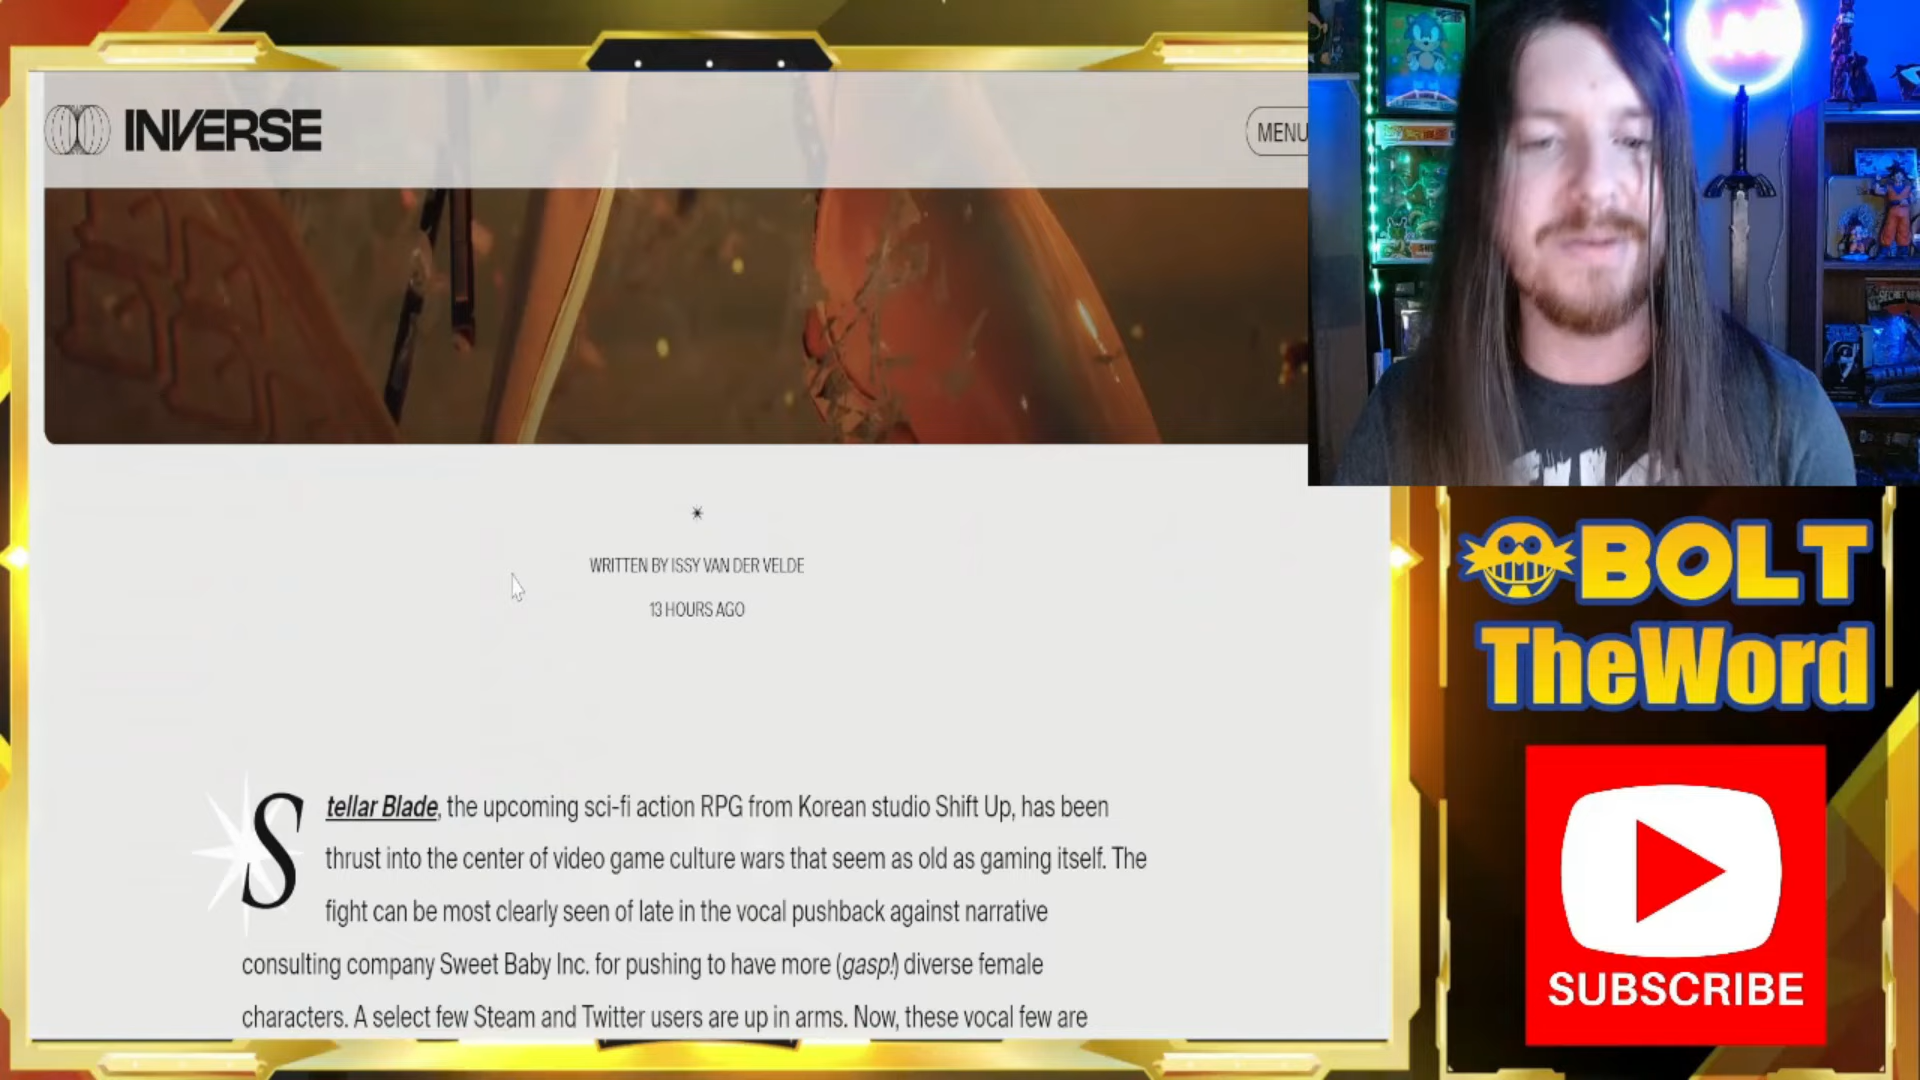 INVERSE
MENU
WRITTEN BY ISSY VAN DER VELDE
13 HOURS AGO
Stellar Blade, the upcoming sci-fi action RPG from Korean studio Shift Up, has been
thrust into the center of video game culture wars that seem as old as gaming itself. The
fight can be most clearly seen of late in the vocal pushback against narrative
consulting company Sweet Baby Inc. for pushing to have more (gasp!) diverse female
characters. A select few Steam and Twitter users are up in arms. Now, these vocal few are
BOLT
TheWord
SUBSCRIBE